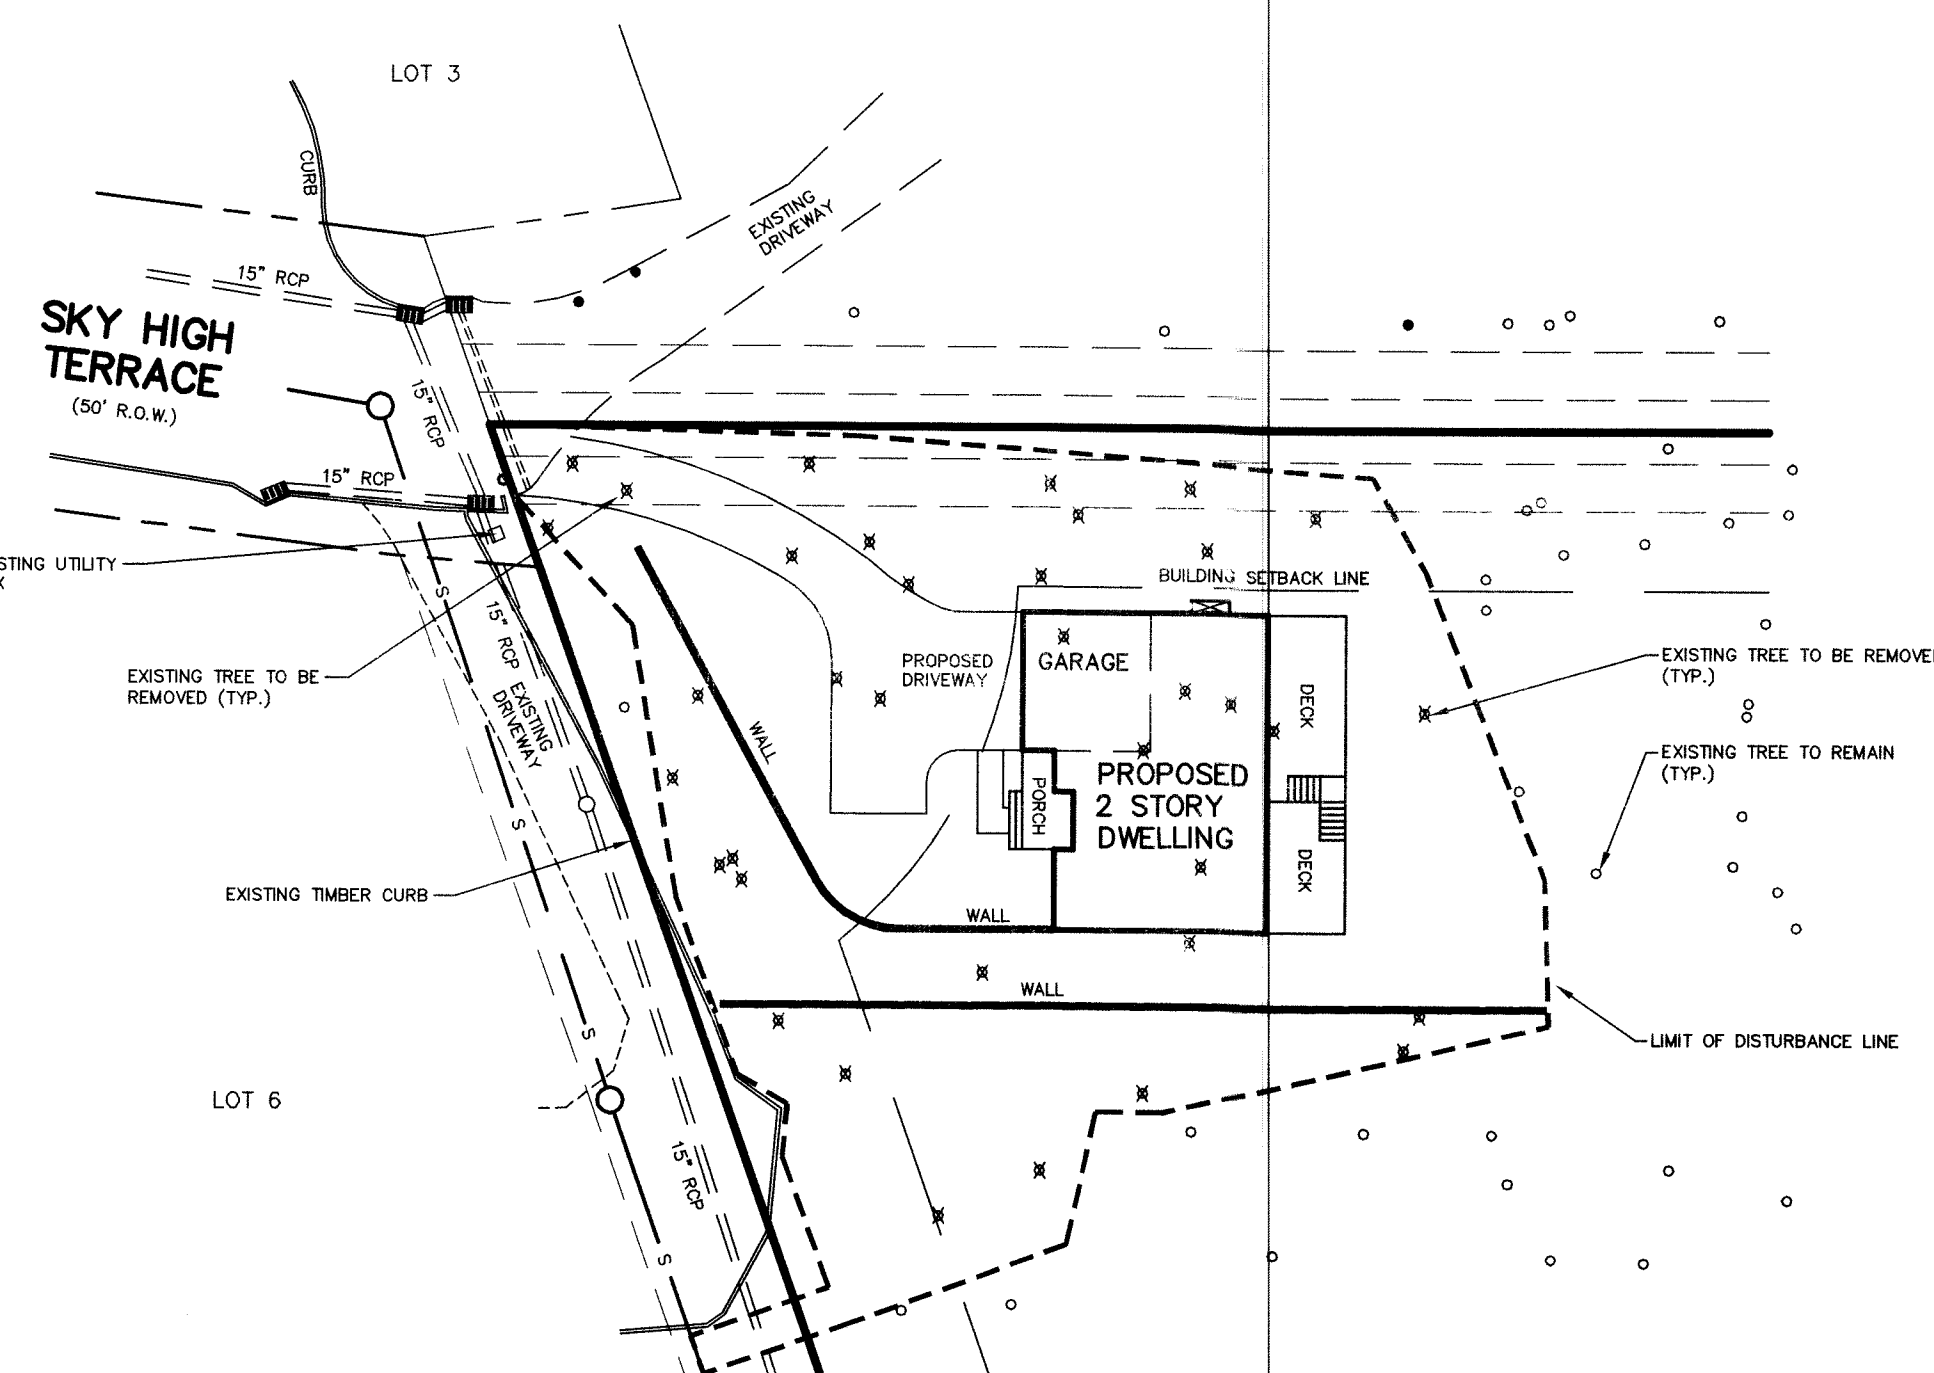 LOT 3
CURB
EXISTING
DRIVEWAY
15" RCP
SKY HIGH
TERRACE
(50' R.O.W.)
15" RCP
15" RCP
STING UTILITY
X
S
BUILDING SETBACK LINE
15" RCP
EXISTING
DRIVEWAY
EXISTING TREE TO BE
REMOVED (TYP.)
PROPOSED
DRIVEWAY
GARAGE
DECK
EXISTING TREE TO BE REMOVED
(TYP.)
WALL
EXISTING TREE TO REMAIN
(TYP.)
PORCH
PROPOSED
2 STORY
DWELLING
S
DECK
EXISTING TIMBER CURB
WALL
WALL
S
LIMIT OF DISTURBANCE LINE
LOT 6
15" RCP
S